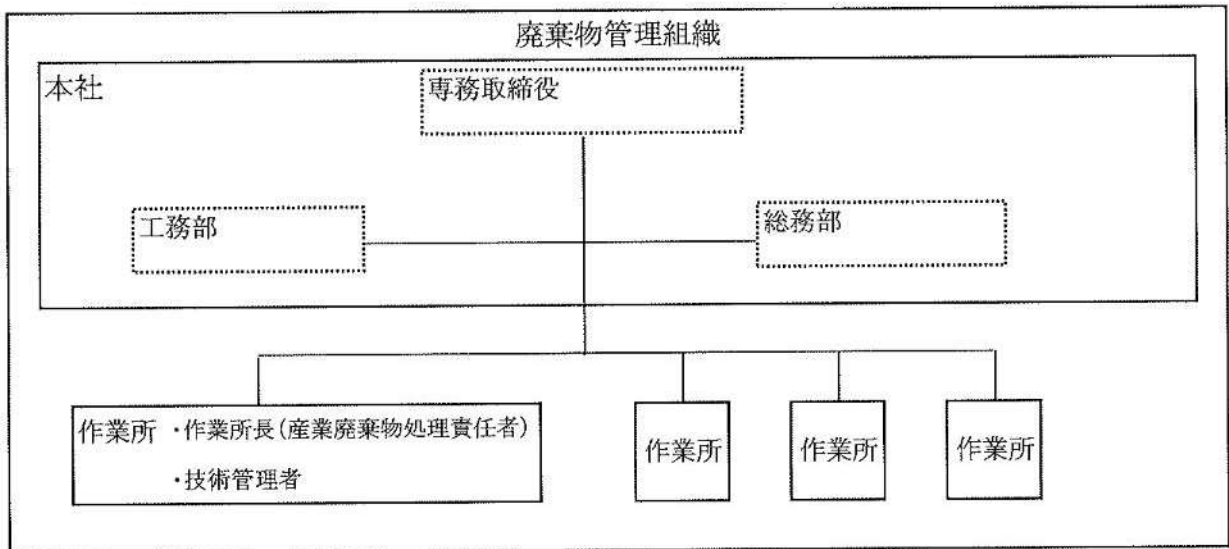 廃棄物管理組織
本社
専務取締役
工務部
総務部
作業所 ・作業所長(産業廃棄物処理責任者)
・技術管理者
作業所
作業所
作業所